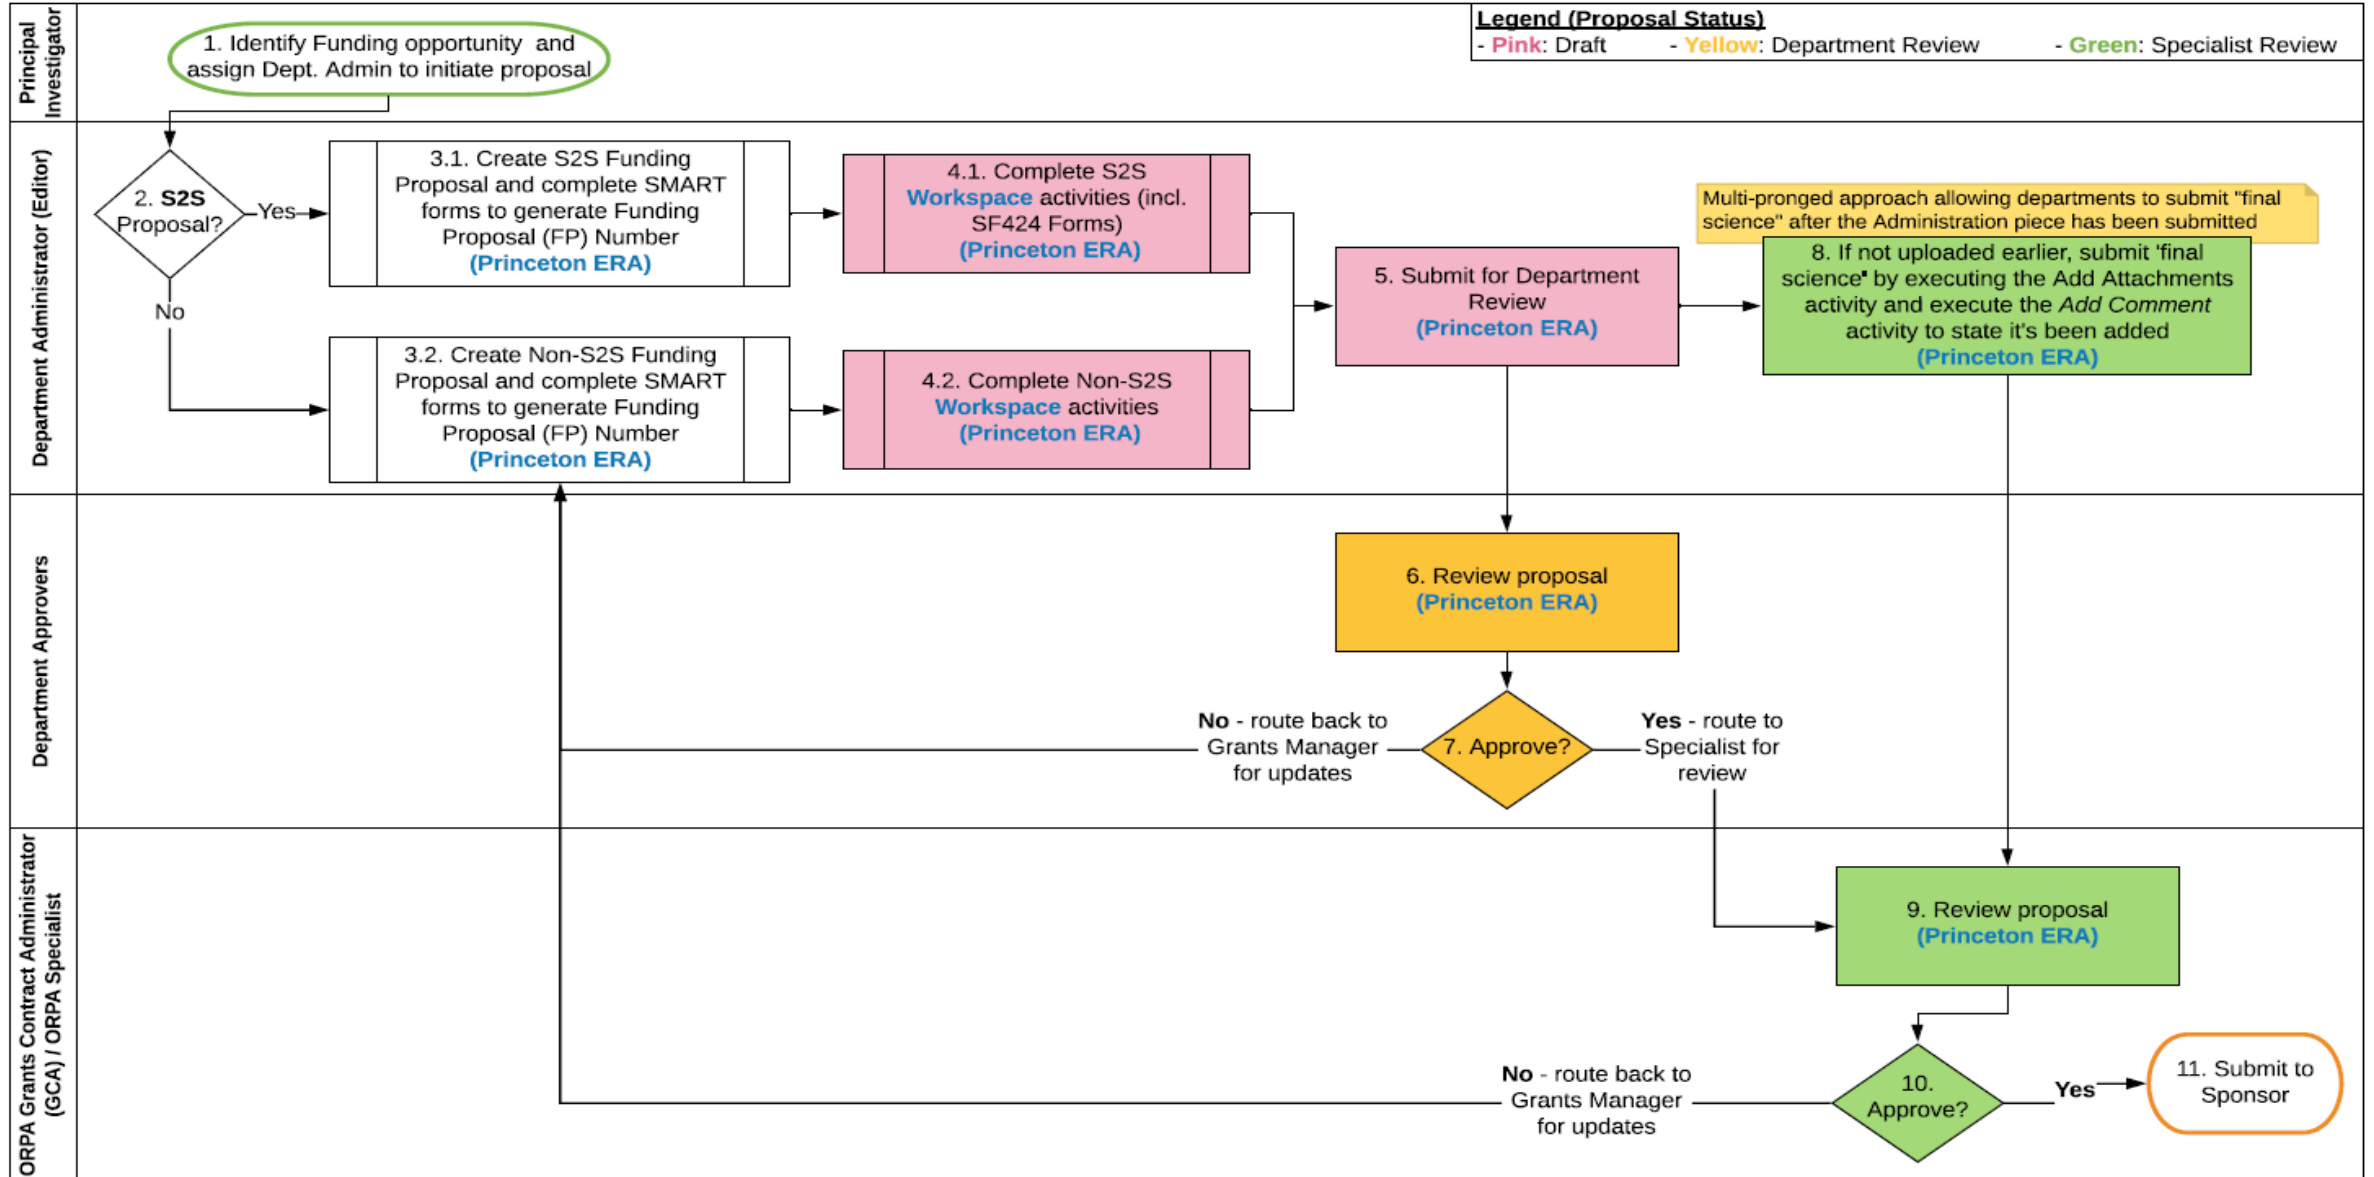 Principal
Investigator
1. Identify Funding opportunity and
assign Dept. Admin to initiate proposal
Legend (Proposal Status)
- Pink: Draft - Yellow: Department Review - Green: Specialist Review
Department Administrator (Editor)
2. S2S
Proposal?
Yes
No
3.1. Create S2S Funding
Proposal and complete SMART
forms to generate Funding
Proposal (FP) Number
(Princeton ERA)
4.1. Complete S2S
Workspace activities (incl.
SF424 Forms)
(Princeton ERA)
3.2. Create Non-S2S Funding
Proposal and complete SMART
forms to generate Funding
Proposal (FP) Number
(Princeton ERA)
4.2. Complete Non-S2S
Workspace activities
(Princeton ERA)
5. Submit for Department
Review
(Princeton ERA)
Multi-pronged approach allowing departments to submit "final
science" after the Administration piece has been submitted
8. If not uploaded earlier, submit 'final
science" by executing the Add Attachments
activity and execute the Add Comment
activity to state it's been added
(Princeton ERA)
Department Approvers
6. Review proposal
(Princeton ERA)
7. Approve?
No - route back to
Grants Manager
for updates
Yes - route to
Specialist for
review
ORPA Grants Contract Administrator
(GCA) / ORPA Specialist
9. Review proposal
(Princeton ERA)
10.
Approve?
No - route back to
Grants Manager
for updates
Yes
11. Submit to
Sponsor